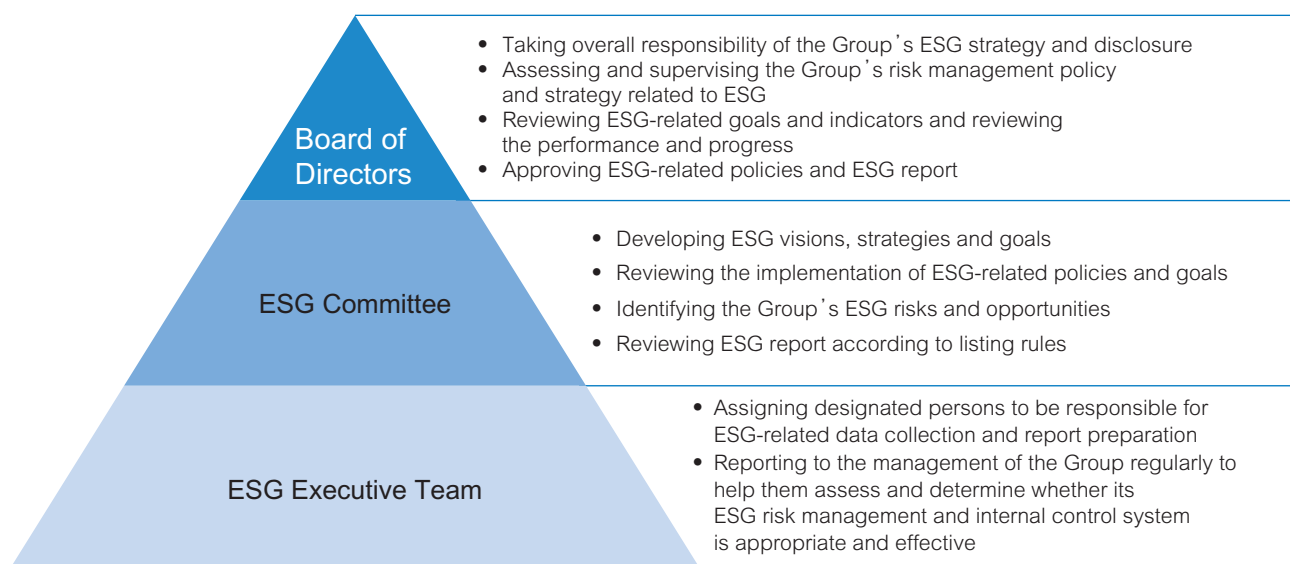 Board of
Directors
• Taking overall responsibility of the Group’s ESG strategy and disclosure
• Assessing and supervising the Group’s risk management policy
and strategy related to ESG
• Reviewing ESG-related goals and indicators and reviewing
the performance and progress
• Approving ESG-related policies and ESG report
ESG Committee
• Developing ESG visions, strategies and goals
• Reviewing the implementation of ESG-related policies and goals
• Identifying the Group’s ESG risks and opportunities
• Reviewing ESG report according to listing rules
ESG Executive Team
• Assigning designated persons to be responsible for
ESG-related data collection and report preparation
• Reporting to the management of the Group regularly to
help them assess and determine whether its
ESG risk management and internal control system
is appropriate and effective